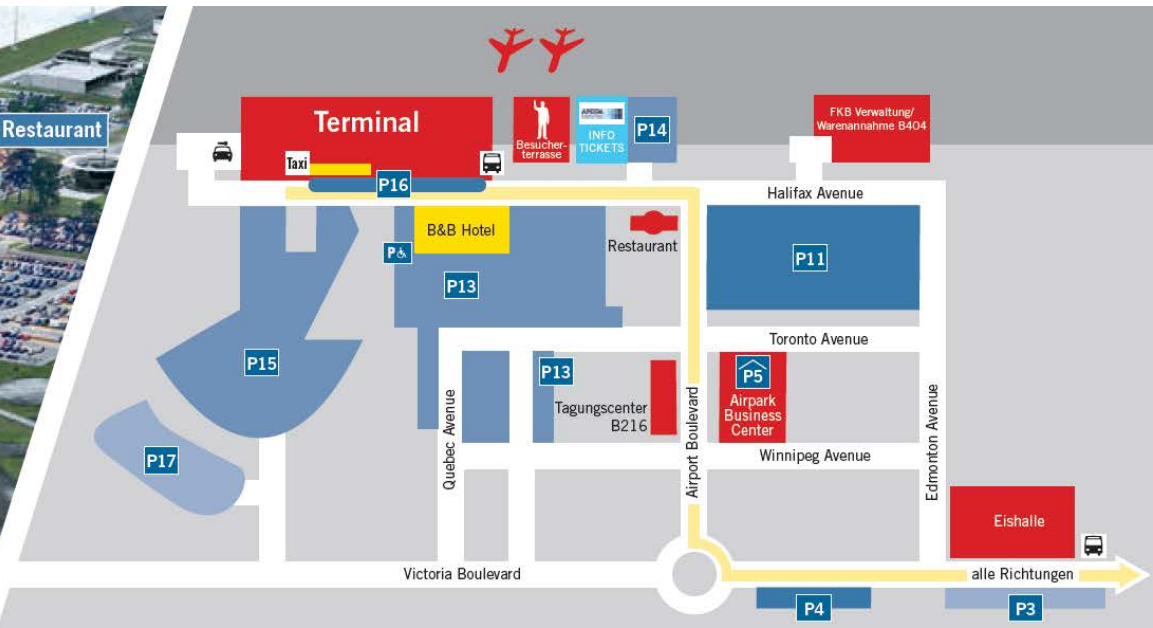 Restaurant
Terminal
Taxi
P16
Besucher-
terrasse
INFO
TICKETS
P14
FKB Verwaltung/
Warenannahme B404
Halifax Avenue
B&B Hotel
P
P13
Restaurant
P11
Toronto Avenue
P15
P13
Tagungscenter
B216
P5
Airpark
Business
Center
Quebec Avenue
Airport Boulevard
Edmonton Avenue
P17
Winnipeg Avenue
Eishalle
Victoria Boulevard
alle Richtungen
P4
P3